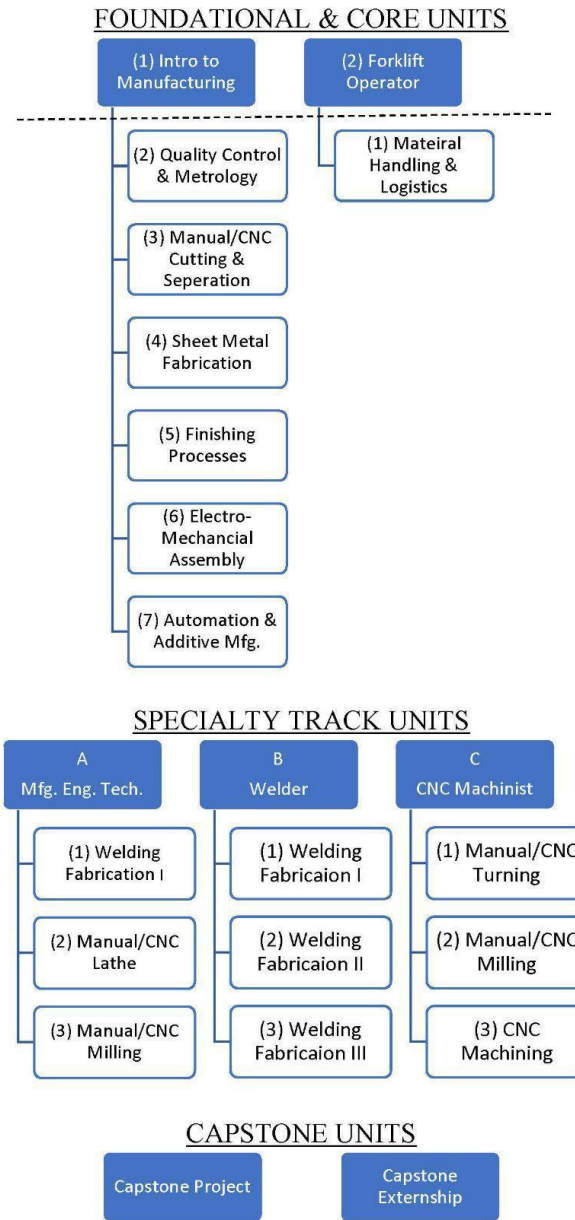 FOUNDATIONAL & CORE UNITS
(1) Intro to
Manufacturing
(2) Forklift
Operator
(2) Quality Control
& Metrology
(1) Mateiral
Handling &
Logistics
(3) Manual/CNC
Cutting &
Seperation
(4) Sheet Metal
Fabrication
(5) Finishing
Processes
(6) Electro-
Mechancial
Assembly
(7) Automation &
Additive Mfg.
SPECIALTY TRACK UNITS
A
Mfg. Eng. Tech.
B
Welder
C
CNC Machinist
(1) Welding
Fabrication I
(2) Manual/CNC
Lathe
(3) Manual/CNC
Milling
(1) Welding
Fabricaion I
(2) Welding
Fabricaion II
(3) Welding
Fabricaion III
(1) Manual/CNC
Turning
(2) Manual/CNC
Milling
(3) CNC
Machining
CAPSTONE UNITS
Capstone Project
Capstone
Externship